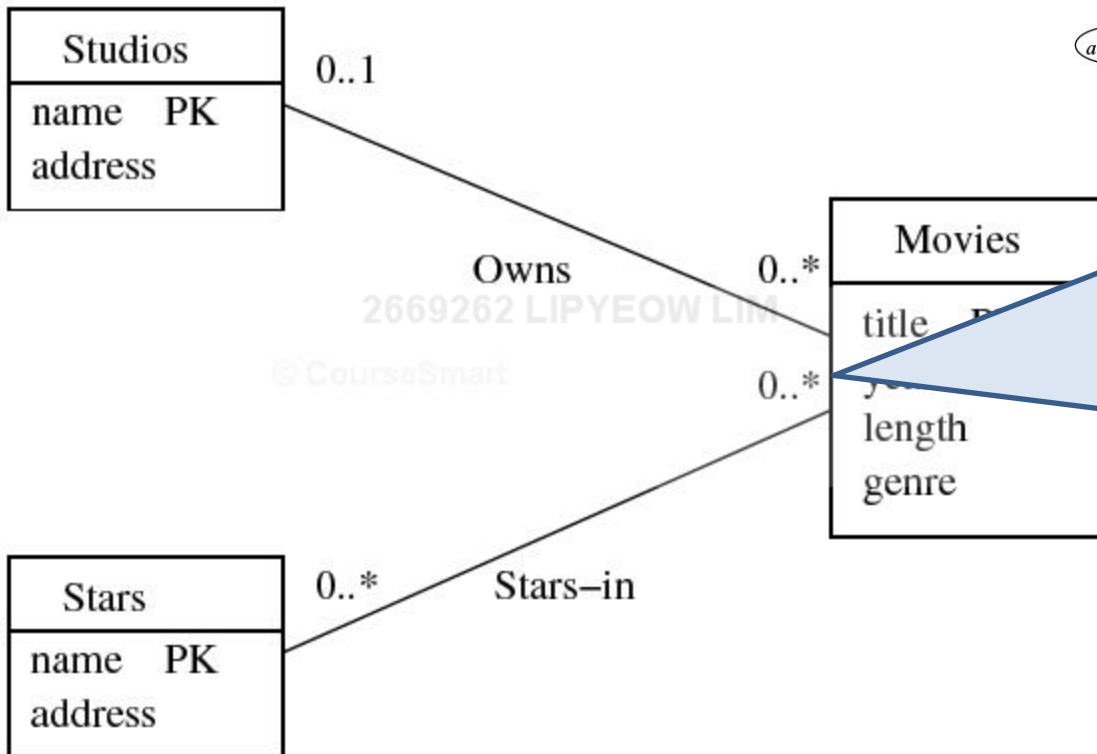 Studios
name PK
address
0..1
Owns
0..*
2669262 LIPYEOW LIM
© CourseSmart
Movies
title
length
genre
0..*
0..*
Stars–in
Stars
name PK
address